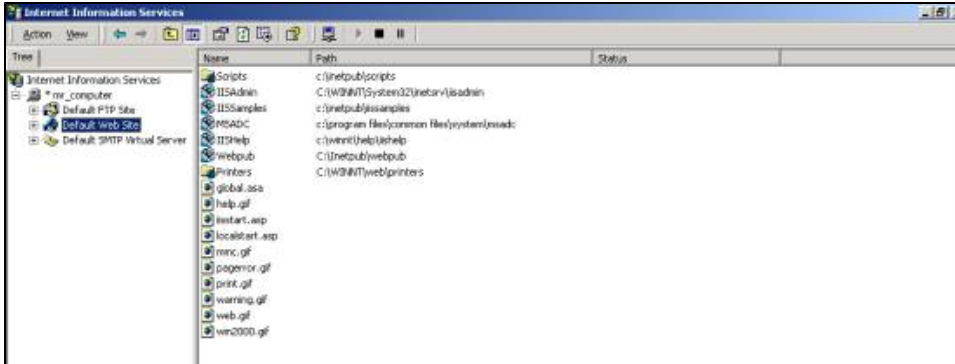 Internet Information Services
Action View
Tree
Internet Information Services
* mr_computer
Default FTP Site
Default Web Site
Default SMTP Virtual Server
Name Path Status
Scripts c:\inetpub\scripts
IISAdmin C:\WINNT\System32\inetsrv\iisadmin
IISSamples c:\inetpub\iissamples
MSADC c:\program files\common files\system\msadc
IISHelp c:\winnt\help\iishelp
Webpub C:\Inetpub\webpub
Printers C:\WINNT\web\printers
global.asa
help.gif
iisstart.asp
localstart.asp
mmc.gif
pagerror.gif
print.gif
warning.gif
web.gif
win2000.gif